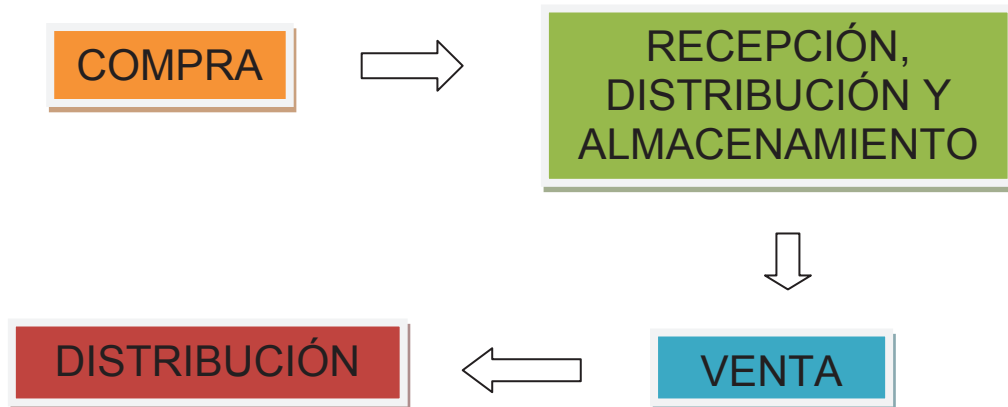 COMPRA
RECEPCIÓN,
DISTRIBUCIÓN Y
ALMACENAMIENTO
VENTA
DISTRIBUCIÓN